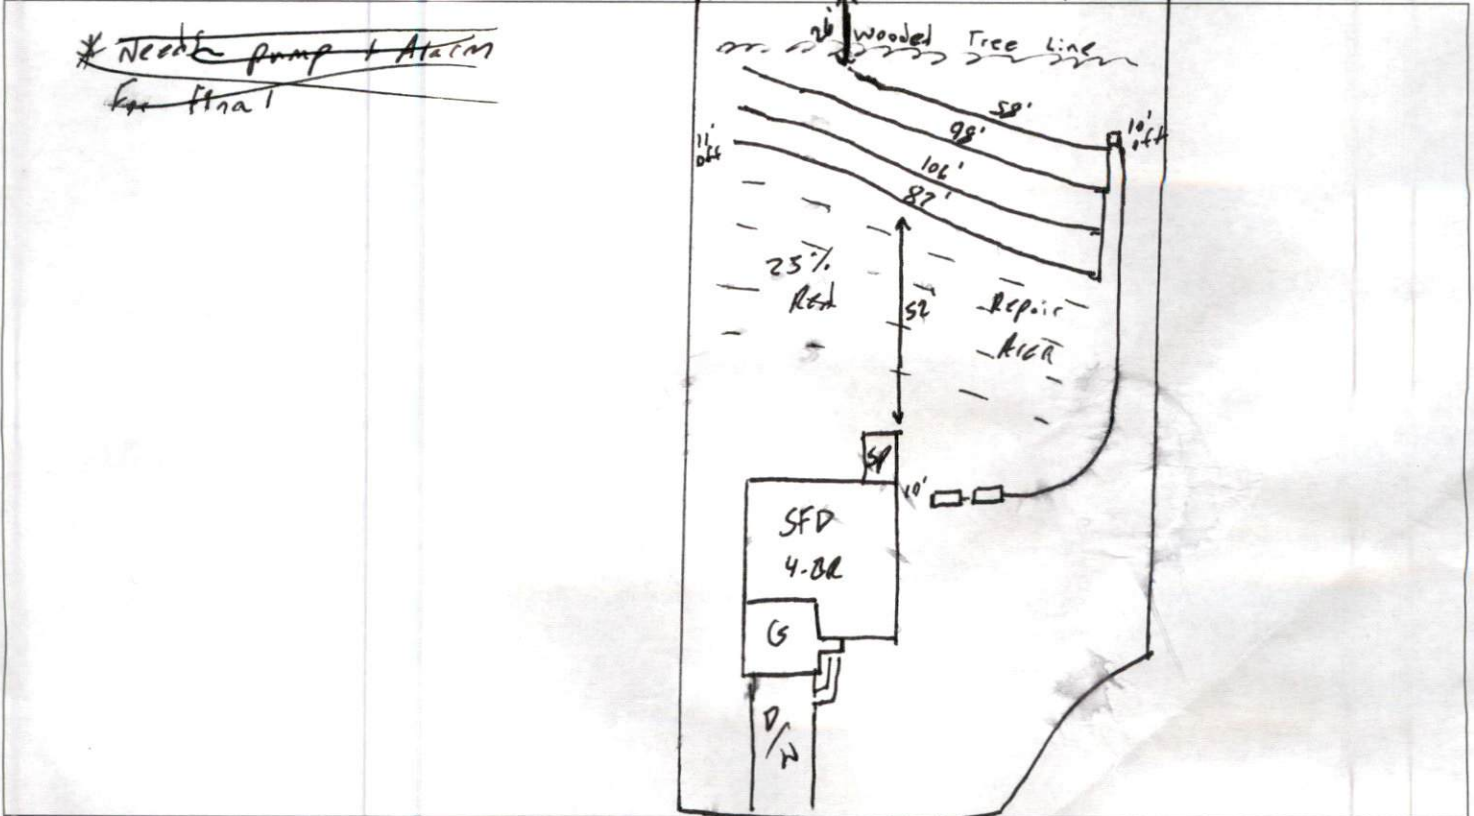 * Needs pump & Alarm
For final
26' Wooded Tree Line
58'
98'
106'
87'
10'
off
11'
off
25%
Red
52
Repair
Area
SP
10'
SFD
4-BR
G
D/W